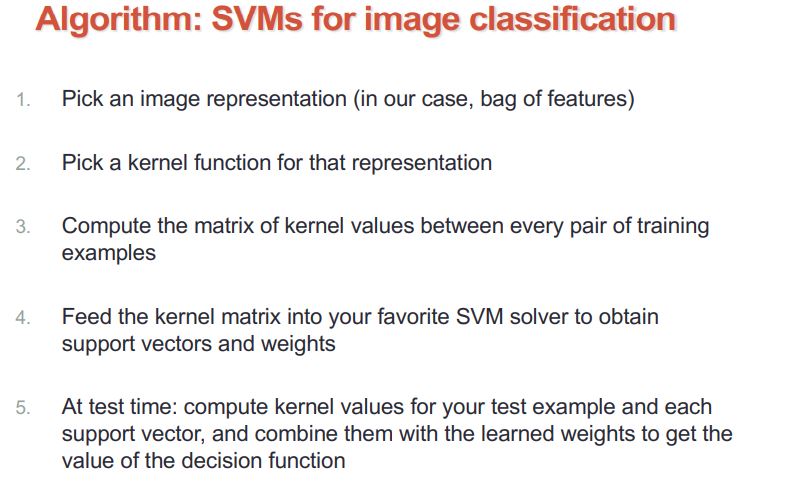 Algorithm: SVMs for image classification
1. Pick an image representation (in our case, bag of features)
2. Pick a kernel function for that representation
3. Compute the matrix of kernel values between every pair of training
examples
4. Feed the kernel matrix into your favorite SVM solver to obtain
support vectors and weights
5. At test time: compute kernel values for your test example and each
support vector, and combine them with the learned weights to get the
value of the decision function